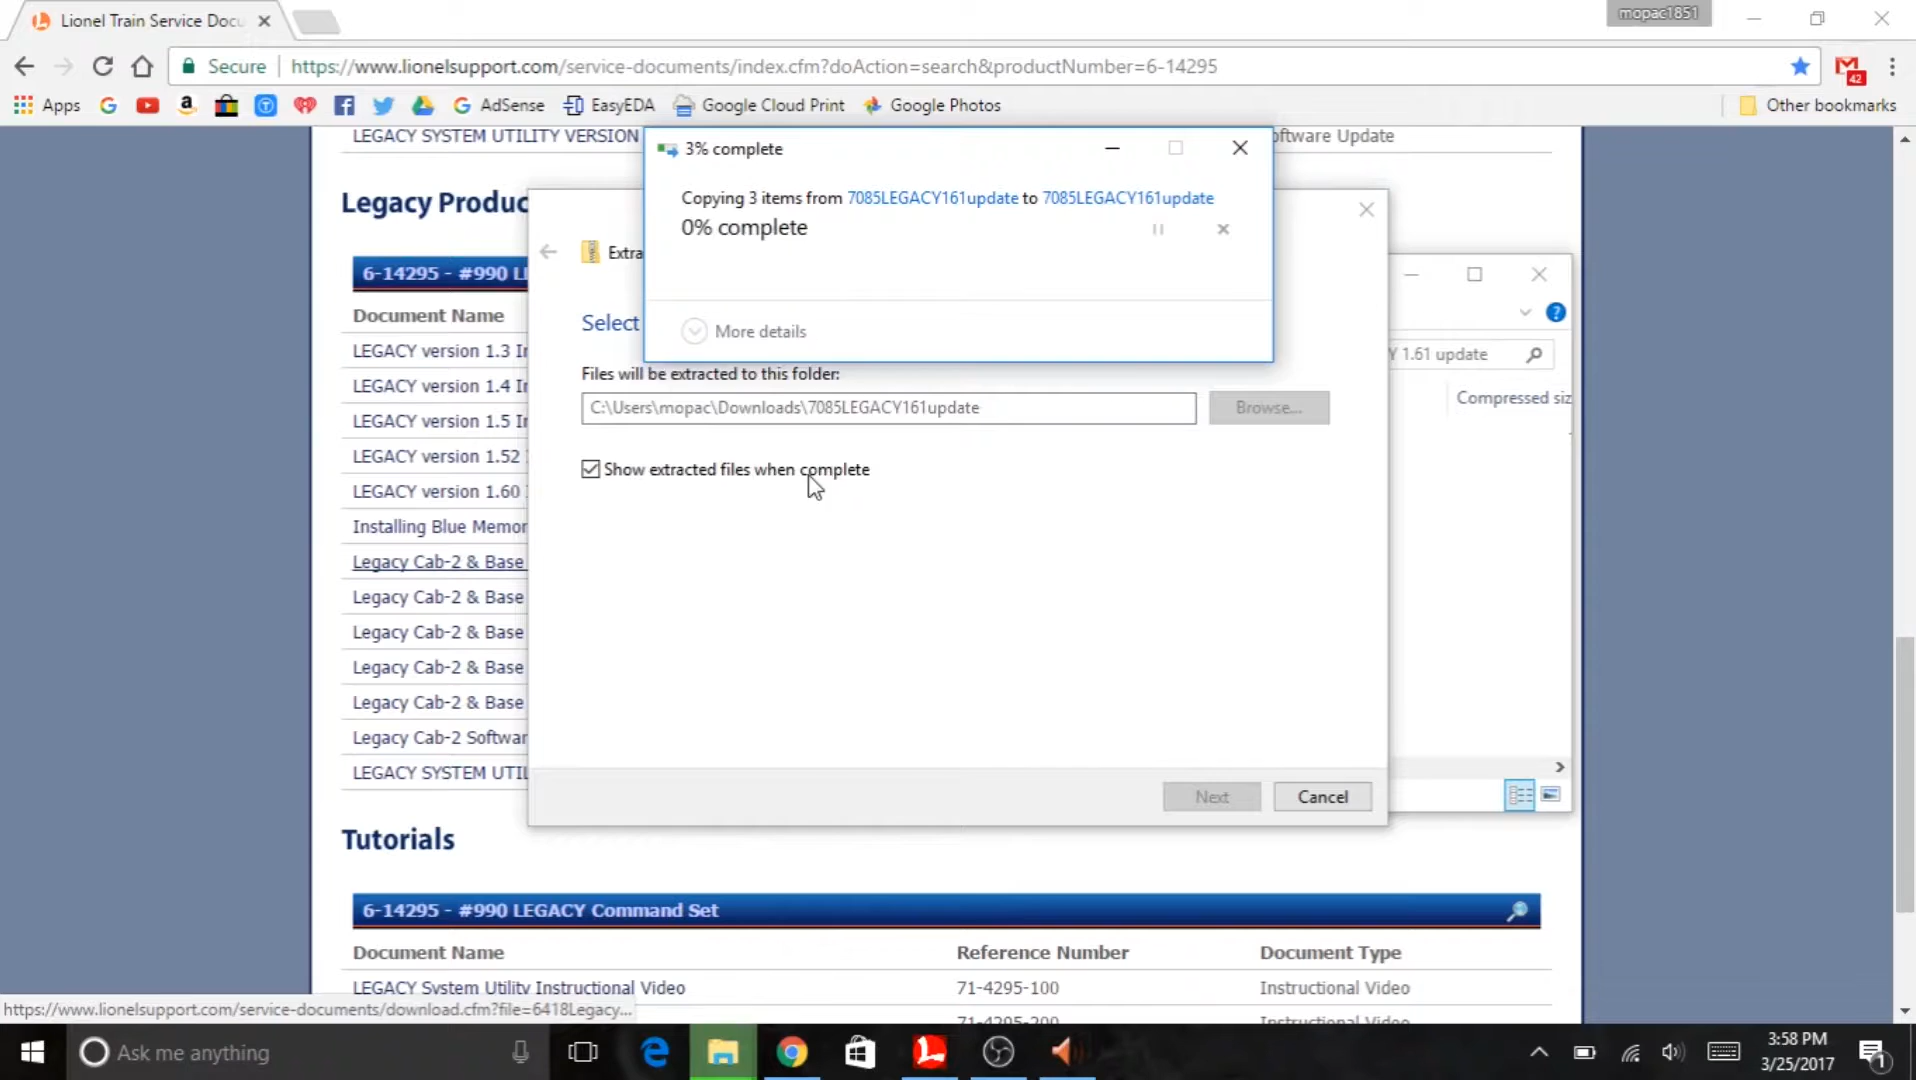 Lionel Train Service Docu
mopac1851
Secure https://www.lionelsupport.com/service-documents/index.cfm?doAction=search&productNumber=6-14295
42
Apps AdSense EasyEDA Google Cloud Print Google Photos Other bookmarks
LEGACY SYSTEM UTILITY VERSION
oftware Update
3% complete
Copying 3 items from 7085LEGACY161update to 7085LEGACY161update
0% complete
More details
Legacy Produc
Extra
6-14295 - #990 L
Select
Document Name
Files will be extracted to this folder:
C:\Users\mopac\Downloads\7085LEGACY161update
Browse...
Show extracted files when complete
Y 1.61 update
Compressed siz
LEGACY version 1.3 I
LEGACY version 1.4 I
LEGACY version 1.5 I
LEGACY version 1.52
LEGACY version 1.60
Installing Blue Memor
Legacy Cab-2 & Base
Legacy Cab-2 & Base
Legacy Cab-2 & Base
Legacy Cab-2 & Base
Legacy Cab-2 & Base
Legacy Cab-2 Softwar
LEGACY SYSTEM UTIL
Next Cancel
Tutorials
6-14295 - #990 LEGACY Command Set
Document Name Reference Number Document Type
LEGACY System Utility Instructional Video 71-4295-100 Instructional Video
71-4295-200 Instructional Video
https://www.lionelsupport.com/service-documents/download.cfm?file=6418Legacy...
Ask me anything
3:58 PM
3/25/2017
1